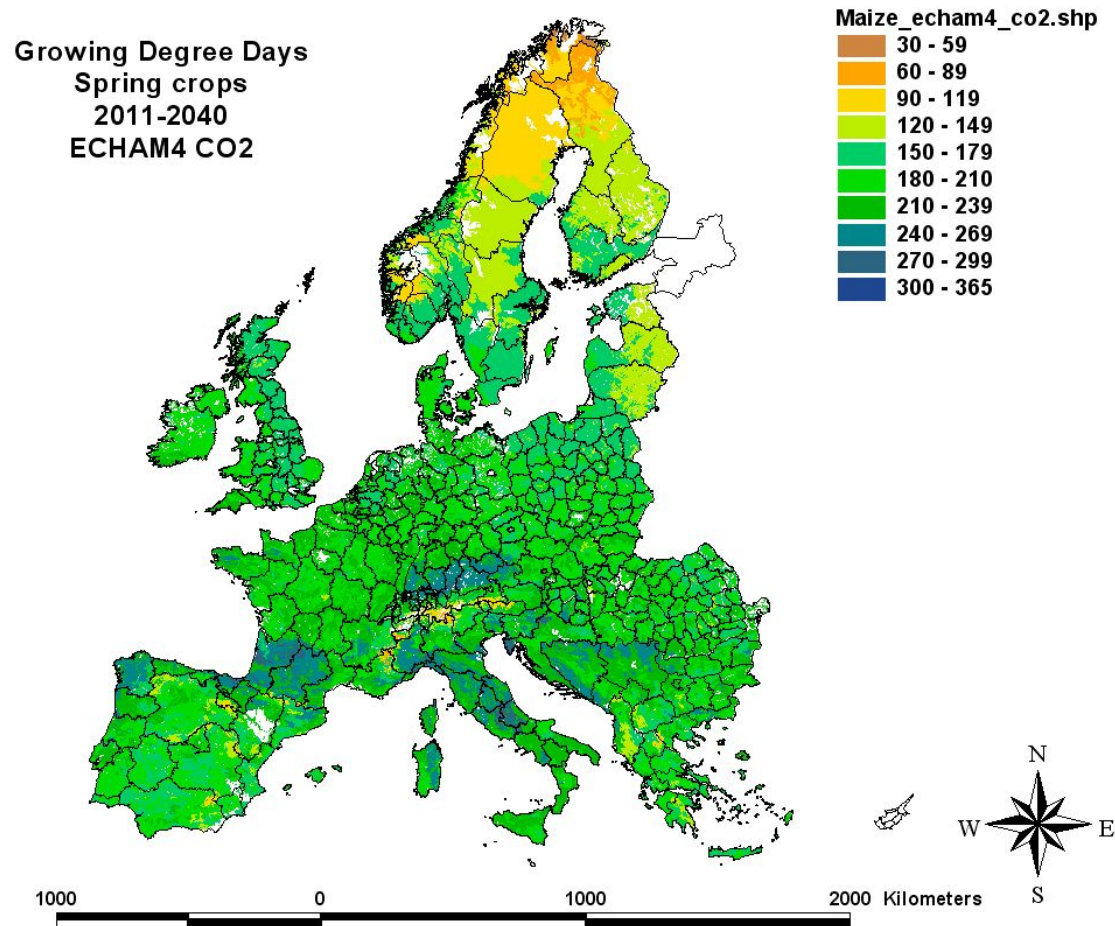 Growing Degree Days
Spring crops
2011-2040
ECHAM4 CO2
Maize_echam4_co2.shp
30 - 59
60 - 89
90 - 119
120 - 149
150 - 179
180 - 210
210 - 239
240 - 269
270 - 299
300 - 365
N
W
E
S
1000
0
1000
2000 Kilometers